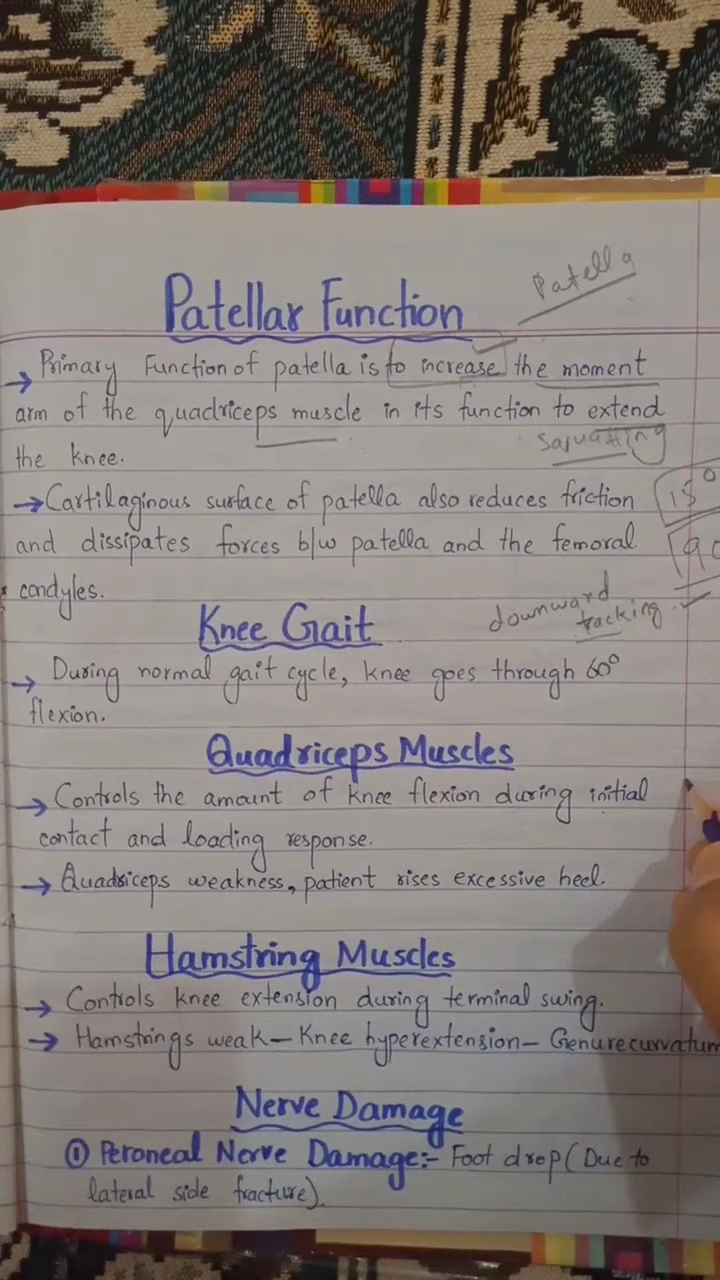 Patella
Patellar Function
→ Primary Function of patella is to increase the moment
arm of the quadriceps muscle in its function to extend
squatting
the knee.
→ Cartilaginous surface of patella also reduces friction
15°
and dissipates forces b/w patella and the femoral
90
condyles.
downward
tracking
Knee Gait
→ During normal gait cycle, knee goes through 60°
flexion.
Quadriceps Muscles
→ Controls the amount of knee flexion during initial
contact and loading response.
→ Quadriceps weakness, patient rises excessive heel.
Hamstring Muscles
→ Controls knee extension during terminal swing.
→ Hamstrings weak - Knee hyperextension - Genurecurvatum
Nerve Damage
① Peroneal Nerve Damage:- Foot drop (Due to
lateral side fracture).